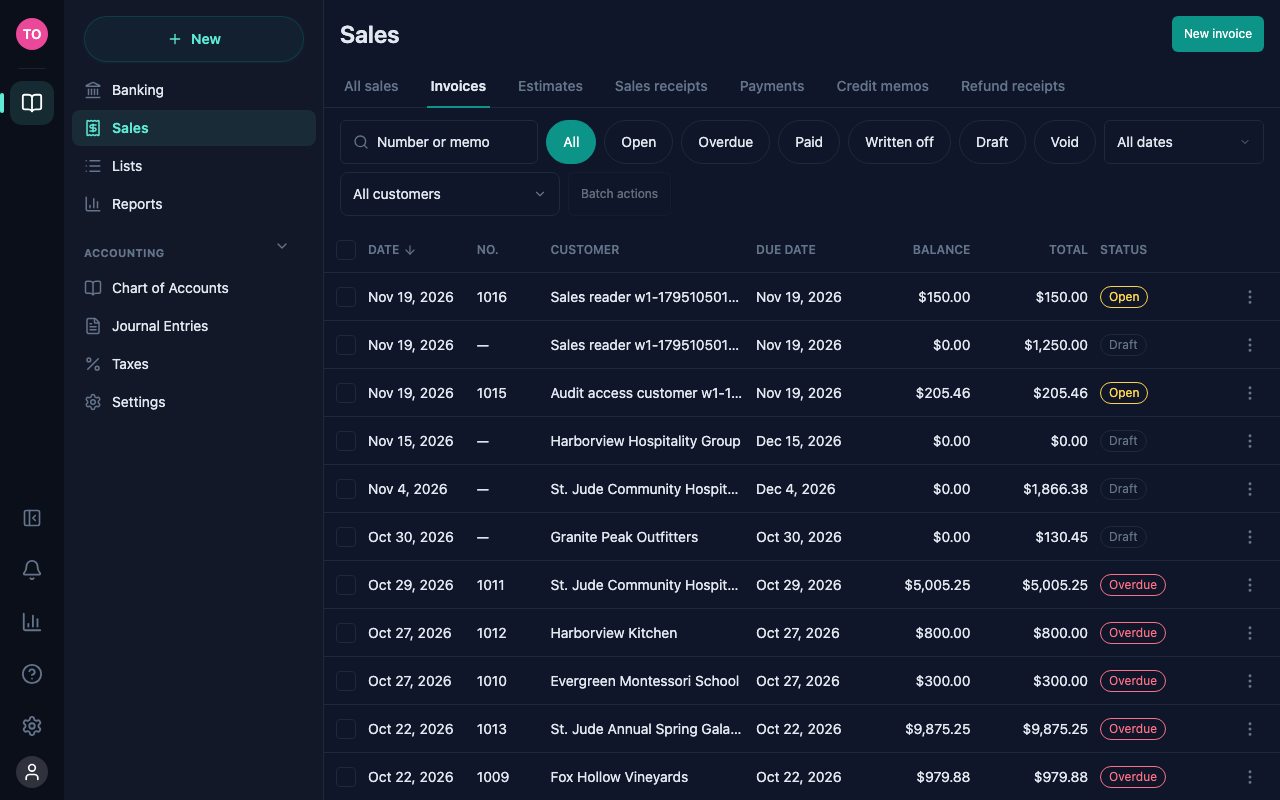 TO
New
Banking
Sales
Lists
Reports
ACCOUNTING
Chart of Accounts
Journal Entries
Taxes
Settings
Sales
New invoice
All sales Invoices Estimates Sales receipts Payments Credit memos Refund receipts
Number or memo All Open Overdue Paid Written off Draft Void All dates
All customers Batch actions
DATE NO. CUSTOMER DUE DATE BALANCE TOTAL STATUS
Nov 19, 2026 1016 Sales reader w1-179510501... Nov 19, 2026 $150.00 $150.00 Open
Nov 19, 2026 — Sales reader w1-179510501... Nov 19, 2026 $0.00 $1,250.00 Draft
Nov 19, 2026 1015 Audit access customer w1-1... Nov 19, 2026 $205.46 $205.46 Open
Nov 15, 2026 — Harborview Hospitality Group Dec 15, 2026 $0.00 $0.00 Draft
Nov 4, 2026 — St. Jude Community Hospit... Dec 4, 2026 $0.00 $1,866.38 Draft
Oct 30, 2026 — Granite Peak Outfitters Oct 30, 2026 $0.00 $130.45 Draft
Oct 29, 2026 1011 St. Jude Community Hospit... Oct 29, 2026 $5,005.25 $5,005.25 Overdue
Oct 27, 2026 1012 Harborview Kitchen Oct 27, 2026 $800.00 $800.00 Overdue
Oct 27, 2026 1010 Evergreen Montessori School Oct 27, 2026 $300.00 $300.00 Overdue
Oct 22, 2026 1013 St. Jude Annual Spring Gala... Oct 22, 2026 $9,875.25 $9,875.25 Overdue
Oct 22, 2026 1009 Fox Hollow Vineyards Oct 22, 2026 $979.88 $979.88 Overdue